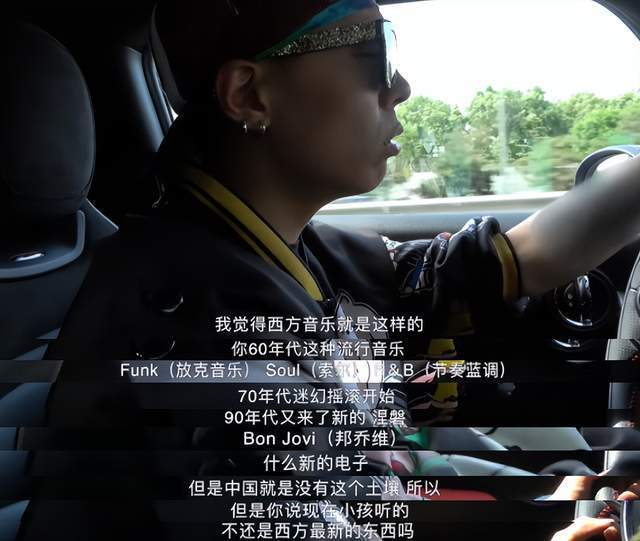 我觉得西方音乐就是这样的
你60年代这种流行音乐
Funk（放克音乐） Soul（索尔） R＆B（节奏蓝调）
70年代迷幻摇滚开始
90年代又来了新的 涅磐
Bon Jovi（邦乔维）
什么新的电子
但是中国就是没有这个土壤 所以
但是你说现在小孩听的
不还是西方最新的东西吗